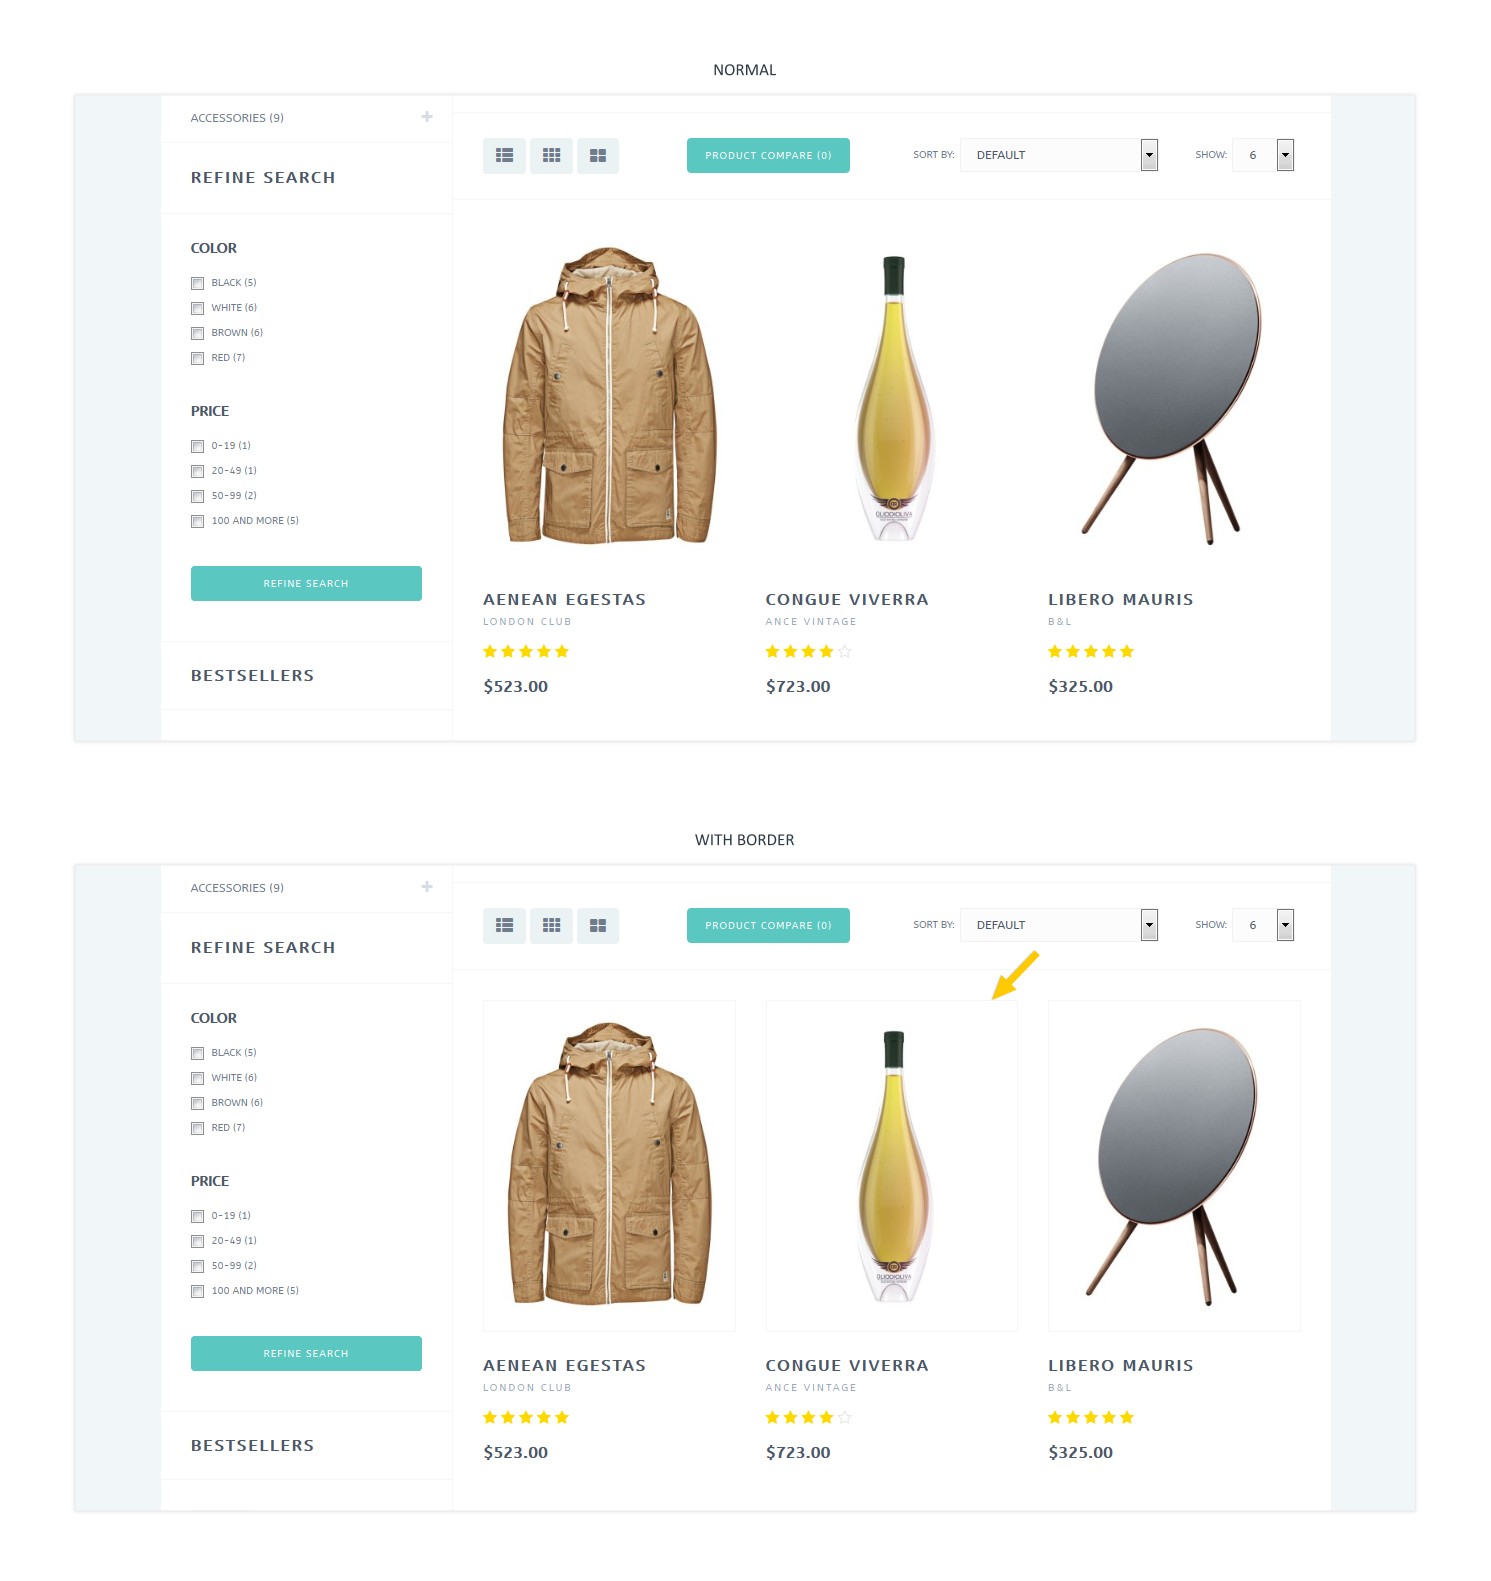 NORMAL
ACCESSORIES (9)
PRODUCT COMPARE (0)
SORT BY: DEFAULT
SHOW: 6
REFINE SEARCH
COLOR
BLACK (5)
WHITE (6)
BROWN (6)
RED (7)
PRICE
0-19 (1)
20-49 (1)
50-99 (2)
100 AND MORE (5)
REFINE SEARCH
BESTSELLERS
OLIODIOLIVA
AENEAN EGESTAS
LONDON CLUB
$523.00
CONGUE VIVERRA
ANCE VINTAGE
$723.00
LIBERO MAURIS
B&L
$325.00
WITH BORDER
ACCESSORIES (9)
PRODUCT COMPARE (0)
SORT BY: DEFAULT
SHOW: 6
REFINE SEARCH
COLOR
BLACK (5)
WHITE (6)
BROWN (6)
RED (7)
PRICE
0-19 (1)
20-49 (1)
50-99 (2)
100 AND MORE (5)
REFINE SEARCH
BESTSELLERS
OLIODIOLIVA
AENEAN EGESTAS
LONDON CLUB
$523.00
CONGUE VIVERRA
ANCE VINTAGE
$723.00
LIBERO MAURIS
B&L
$325.00